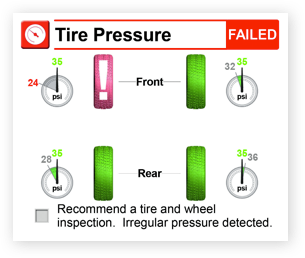 Tire Pressure FAILED
35 35
24 32
Front
psi psi
35 35
28 36
Rear
psi psi
Recommend a tire and wheel
inspection. Irregular pressure detected.